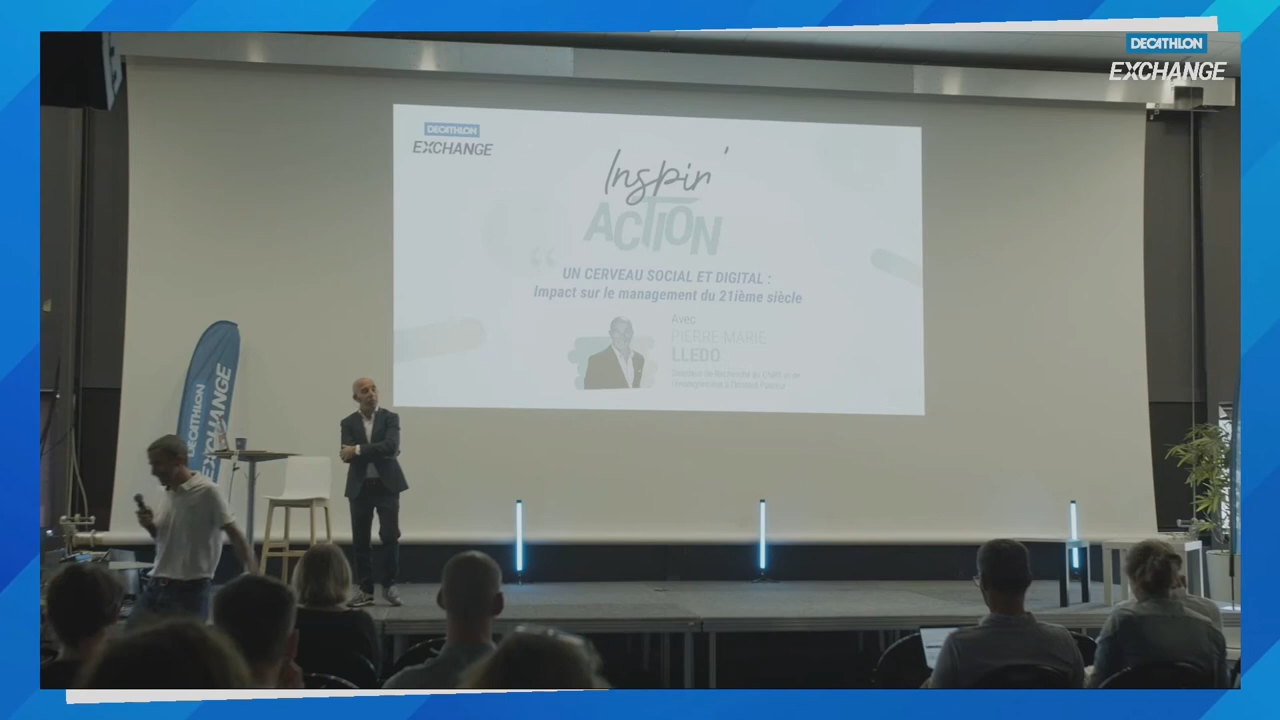 DECATHLON
EXCHANGE
DECATHLON
EXCHANGE
Inspir'
ACTION
UN CERVEAU SOCIAL ET DIGITAL :
Impact sur le management du 21ième siècle
Avec
PIERRE-MARIE
LLEDO
DECATHLON
EXCHANGE